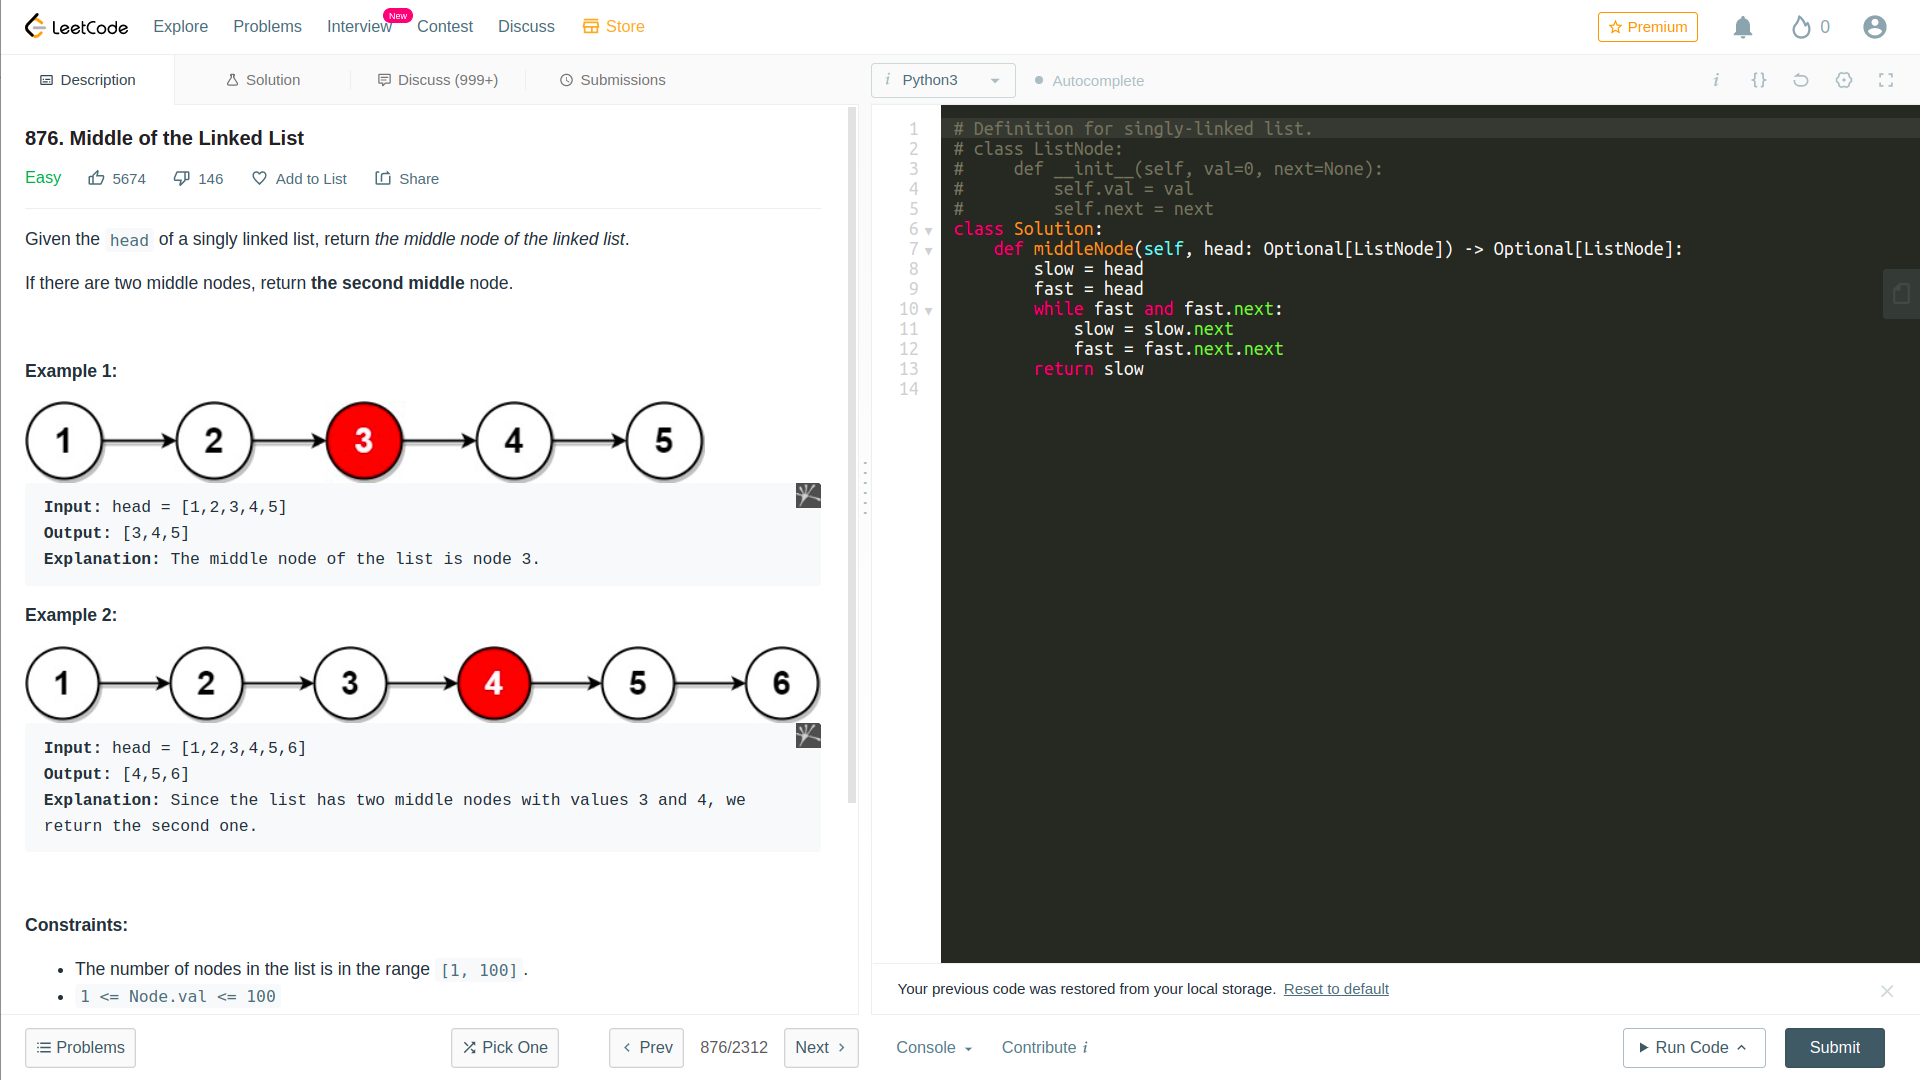 LeetCode Explore Problems Interview New Contest Discuss Store Premium 0
Description Solution Discuss (999+) Submissions
876. Middle of the Linked List
Easy 5674 146 Add to List Share
Given the head of a singly linked list, return the middle node of the linked list.
If there are two middle nodes, return the second middle node.
Example 1:
1 2 3 4 5
Input: head = [1,2,3,4,5]
Output: [3,4,5]
Explanation: The middle node of the list is node 3.
Example 2:
1 2 3 4 5 6
Input: head = [1,2,3,4,5,6]
Output: [4,5,6]
Explanation: Since the list has two middle nodes with values 3 and 4, we
return the second one.
Constraints:
• The number of nodes in the list is in the range [1, 100].
• 1 <= Node.val <= 100
Problems Pick One Prev 876/2312 Next
i Python3 Autocomplete i {}
1 # Definition for singly-linked list.
2 # class ListNode:
3 #     def __init__(self, val=0, next=None):
4 #         self.val = val
5 #         self.next = next
6 class Solution:
7     def middleNode(self, head: Optional[ListNode]) -> Optional[ListNode]:
8         slow = head
9         fast = head
10         while fast and fast.next:
11             slow = slow.next
12             fast = fast.next.next
13         return slow
14
Your previous code was restored from your local storage. Reset to default
Console Contribute i Run Code Submit